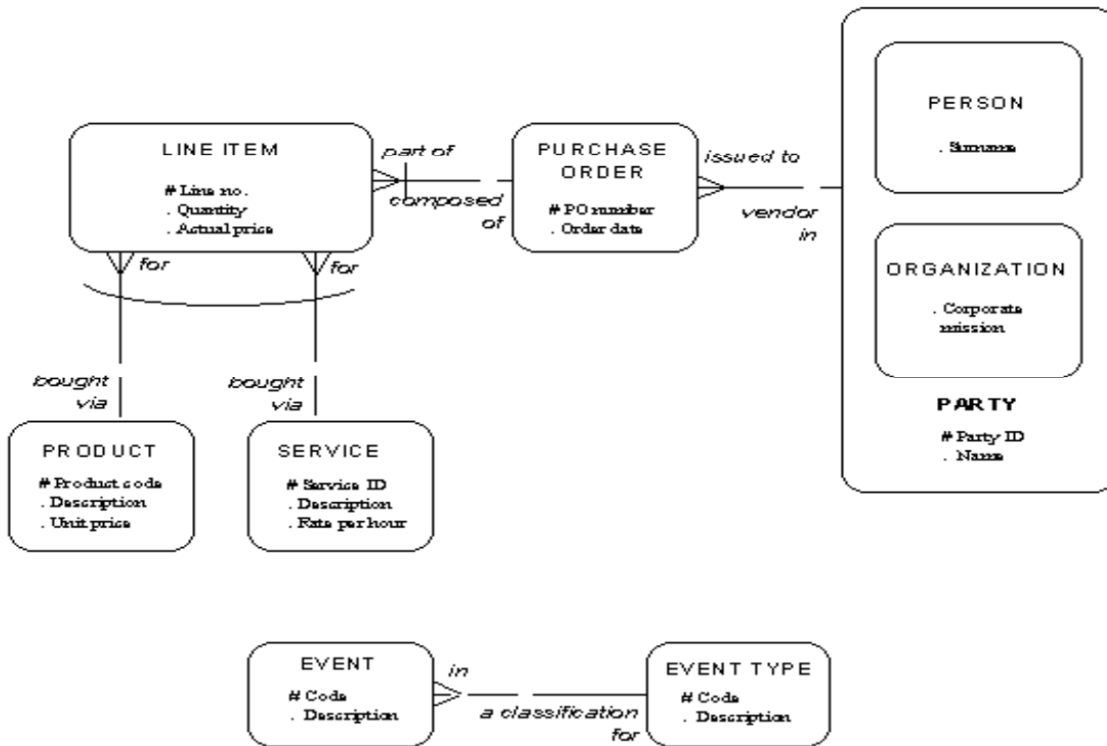 PERSON
. Surname
LINE ITEM
# Line no.
. Quantity
. Actual price
part of
composed
of
PURCHASE
ORDER
# PO number
. Order date
issued to
vendor
in
ORGANIZATION
. Corporate
mission
PARTY
# Party ID
. Name
for
for
bought
via
bought
via
PRODUCT
# Product code
. Description
. Unit price
SERVICE
# Service ID
. Description
. Rate per hour
EVENT
# Code
. Description
in
a classification
for
EVENT TYPE
# Code
. Description